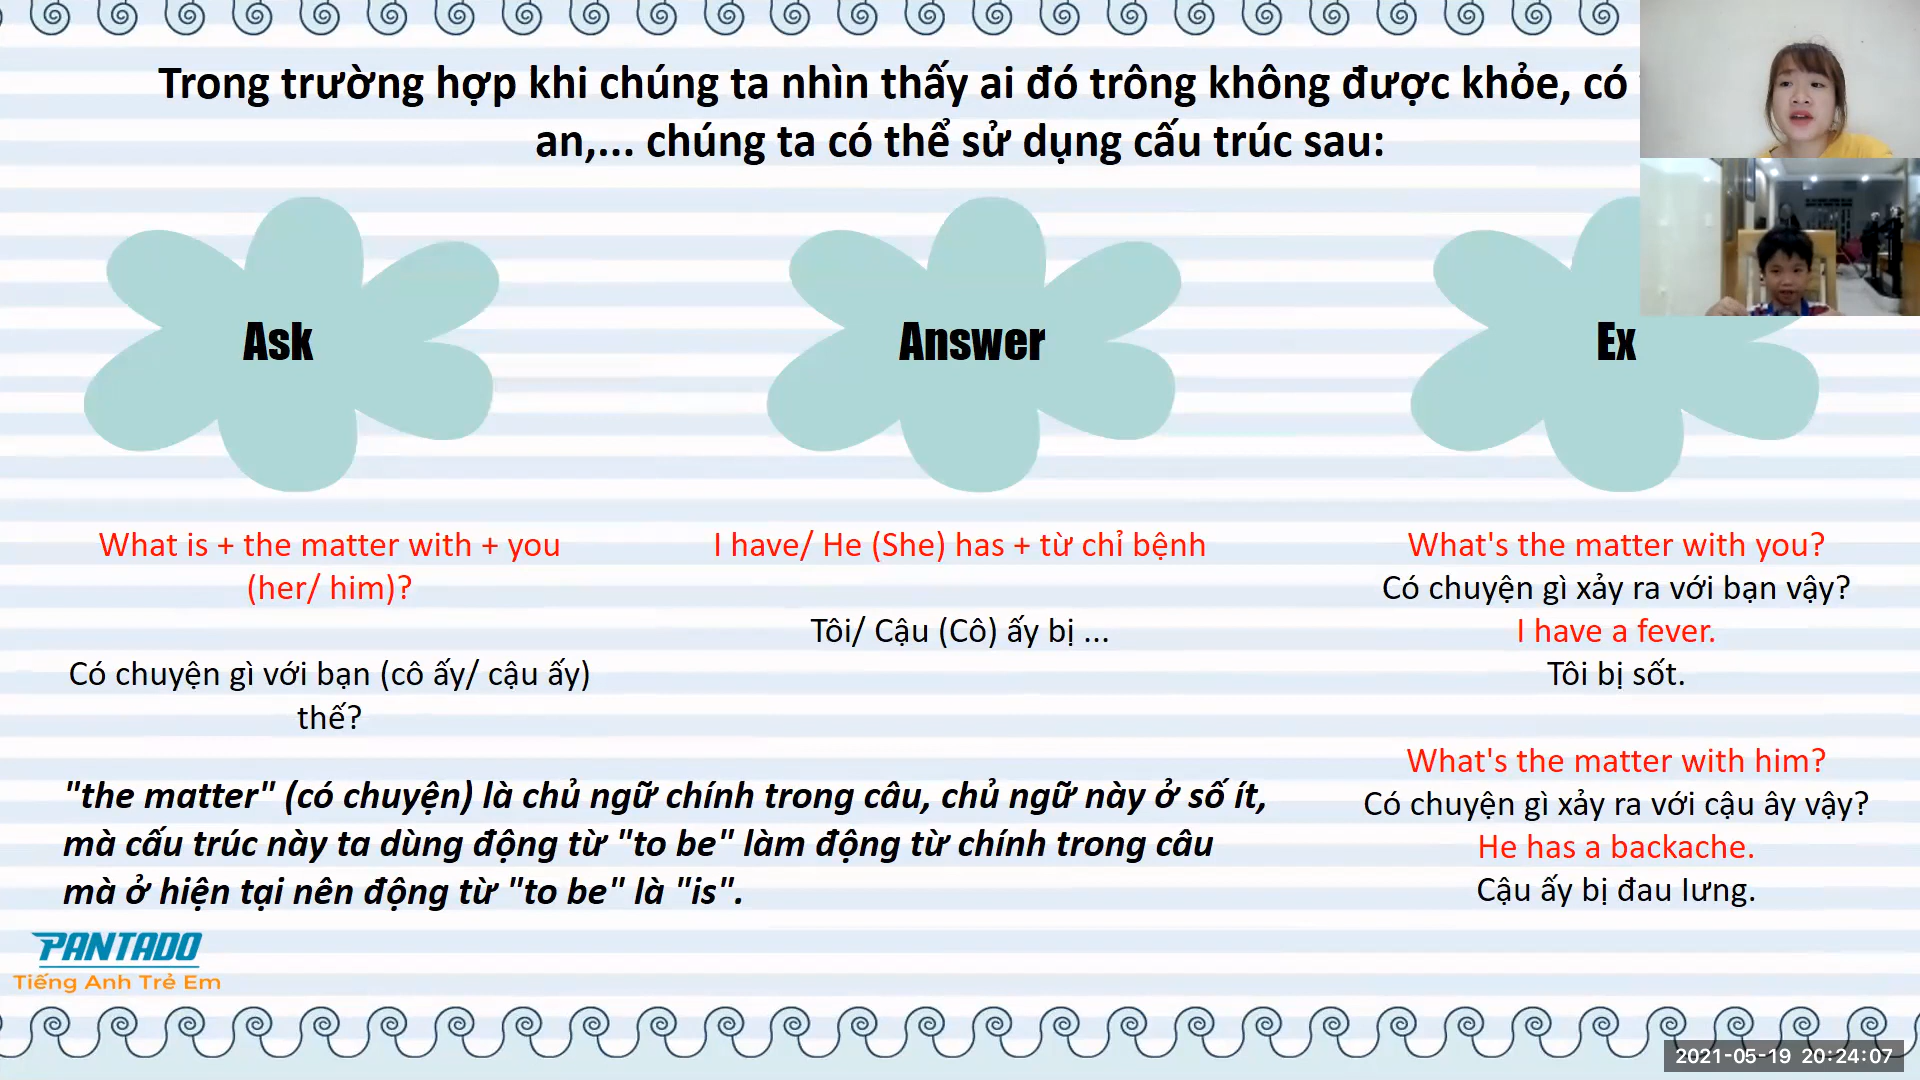 Trong trường hợp khi chúng ta nhìn thấy ai đó trông không được khỏe, có
an,... chúng ta có thể sử dụng cấu trúc sau:
Ask
Answer
Ex
What is + the matter with + you
(her/ him)?
Có chuyện gì với bạn (cô ấy/ cậu ấy)
thế?
I have/ He (She) has + từ chỉ bệnh
Tôi/ Cậu (Cô) ấy bị ...
What's the matter with you?
Có chuyện gì xảy ra với bạn vậy?
I have a fever.
Tôi bị sốt.
What's the matter with him?
Có chuyện gì xảy ra với cậu ây vậy?
He has a backache.
Cậu ấy bị đau lưng.
"the matter" (có chuyện) là chủ ngữ chính trong câu, chủ ngữ này ở số ít,
mà cấu trúc này ta dùng động từ "to be" làm động từ chính trong câu
mà ở hiện tại nên động từ "to be" là "is".
PANTADO
Tiếng Anh Trẻ Em
2021-05-19 20:24:07